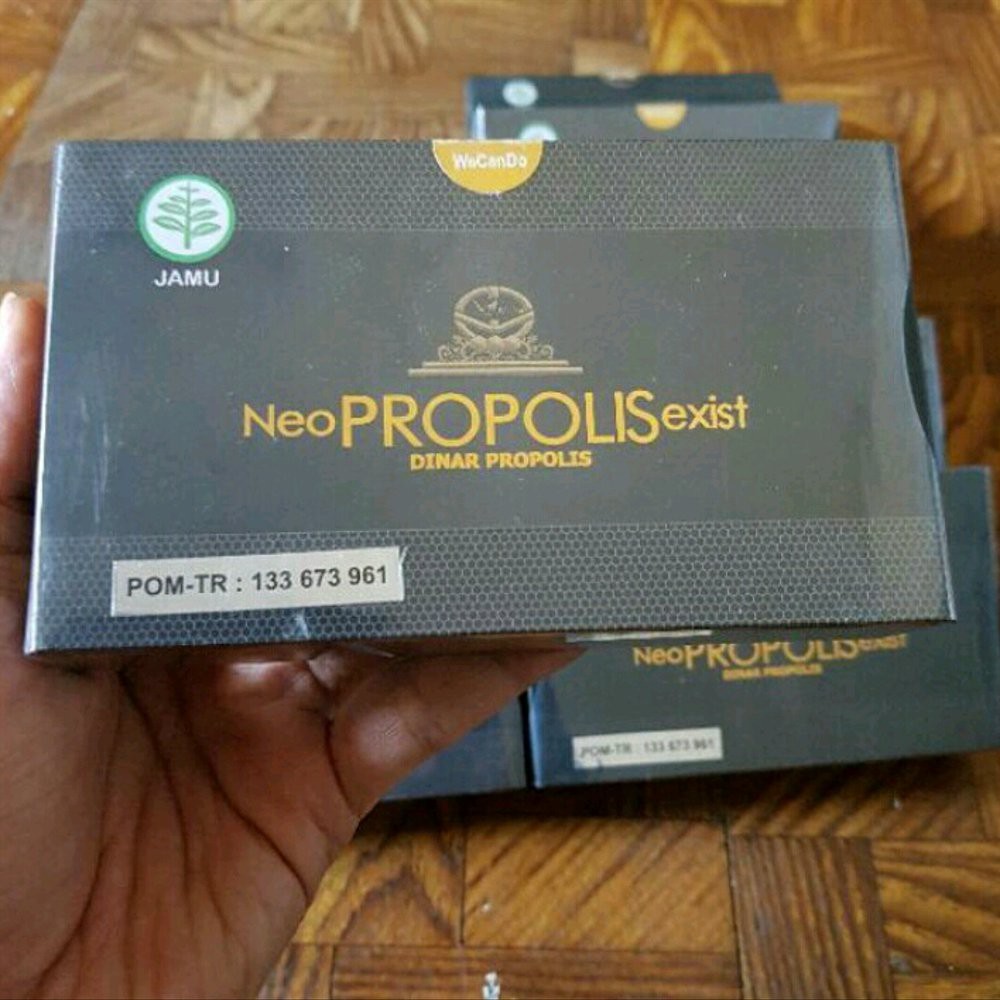 WeCanDo
JAMU
NeoPROPOLISexist
DINAR PROPOLIS
POM-TR : 133 673 961
NeoPROPOLISexist
DINAR PROPOLIS
POM-TR : 133 673 961